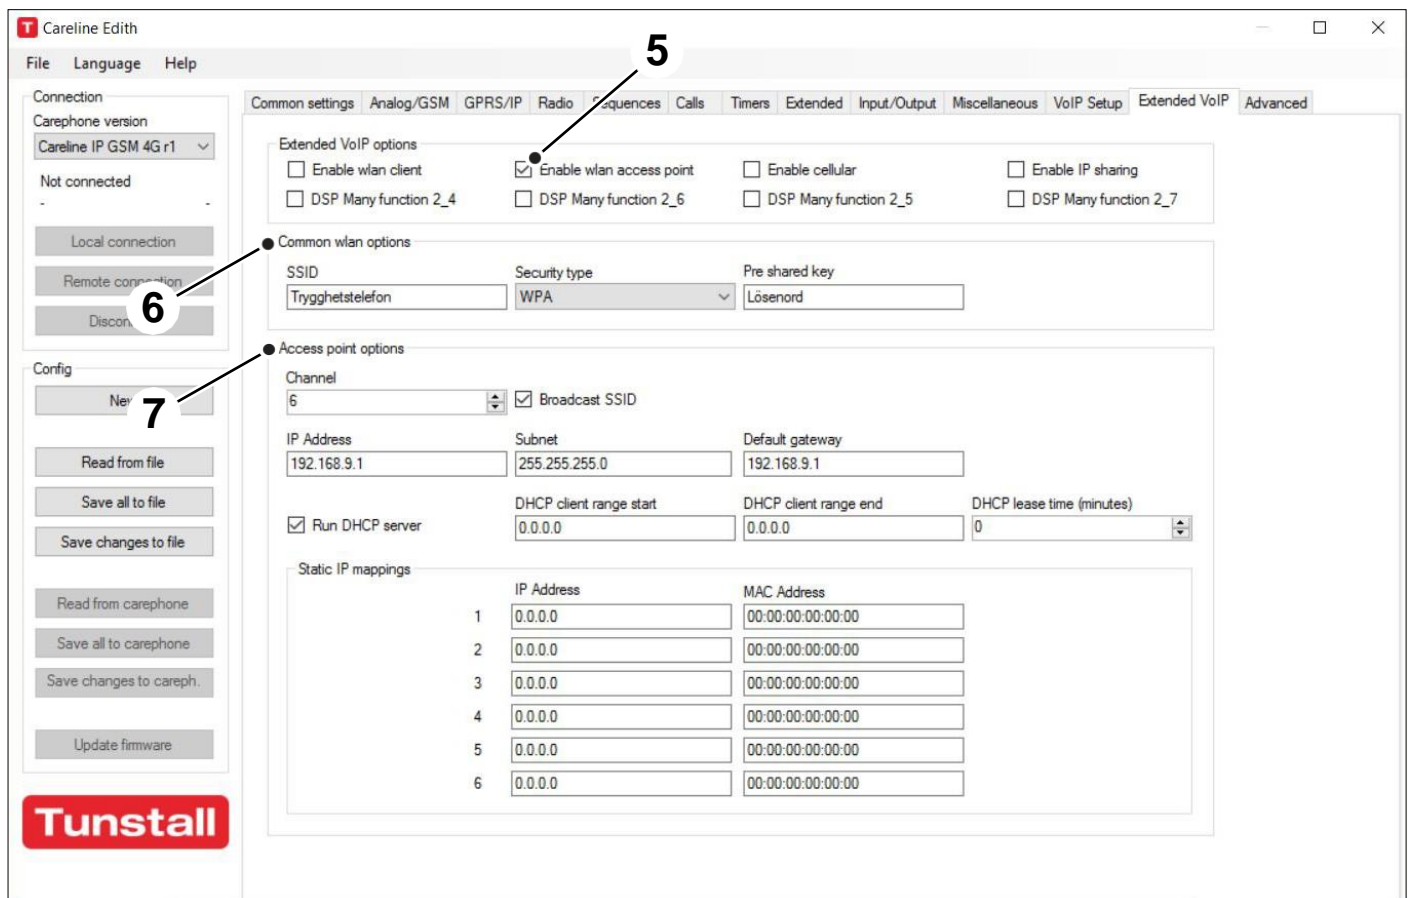 T Careline Edith
5
File Language Help
Connection
Carephone version
Careline IP GSM 4G r1
Not connected
- -
Local connection
Remote connection
6
Config
7
Read from file
Save all to file
Save changes to file
Read from carephone
Save all to carephone
Save changes to careph.
Update firmware
Tunstall
Common settings Analog/GSM GPRS/IP Radio Sequences Calls Timers Extended Input/Output Miscellaneous VoIP Setup Extended VoIP Advanced
Extended VoIP options
Enable wlan client Enable wlan access point Enable cellular Enable IP sharing
DSP Many function 2_4 DSP Many function 2_6 DSP Many function 2_5 DSP Many function 2_7
Common wlan options
SSID Security type Pre shared key
Trygghetstelefon WPA Lösenord
Access point options
Channel
6 Broadcast SSID
IP Address Subnet Default gateway
192.168.9.1 255.255.255.0 192.168.9.1
DHCP client range start DHCP client range end DHCP lease time (minutes)
Run DHCP server 0.0.0.0 0.0.0.0 0
Static IP mappings
IP Address MAC Address
1 0.0.0.0 00:00:00:00:00:00
2 0.0.0.0 00:00:00:00:00:00
3 0.0.0.0 00:00:00:00:00:00
4 0.0.0.0 00:00:00:00:00:00
5 0.0.0.0 00:00:00:00:00:00
6 0.0.0.0 00:00:00:00:00:00